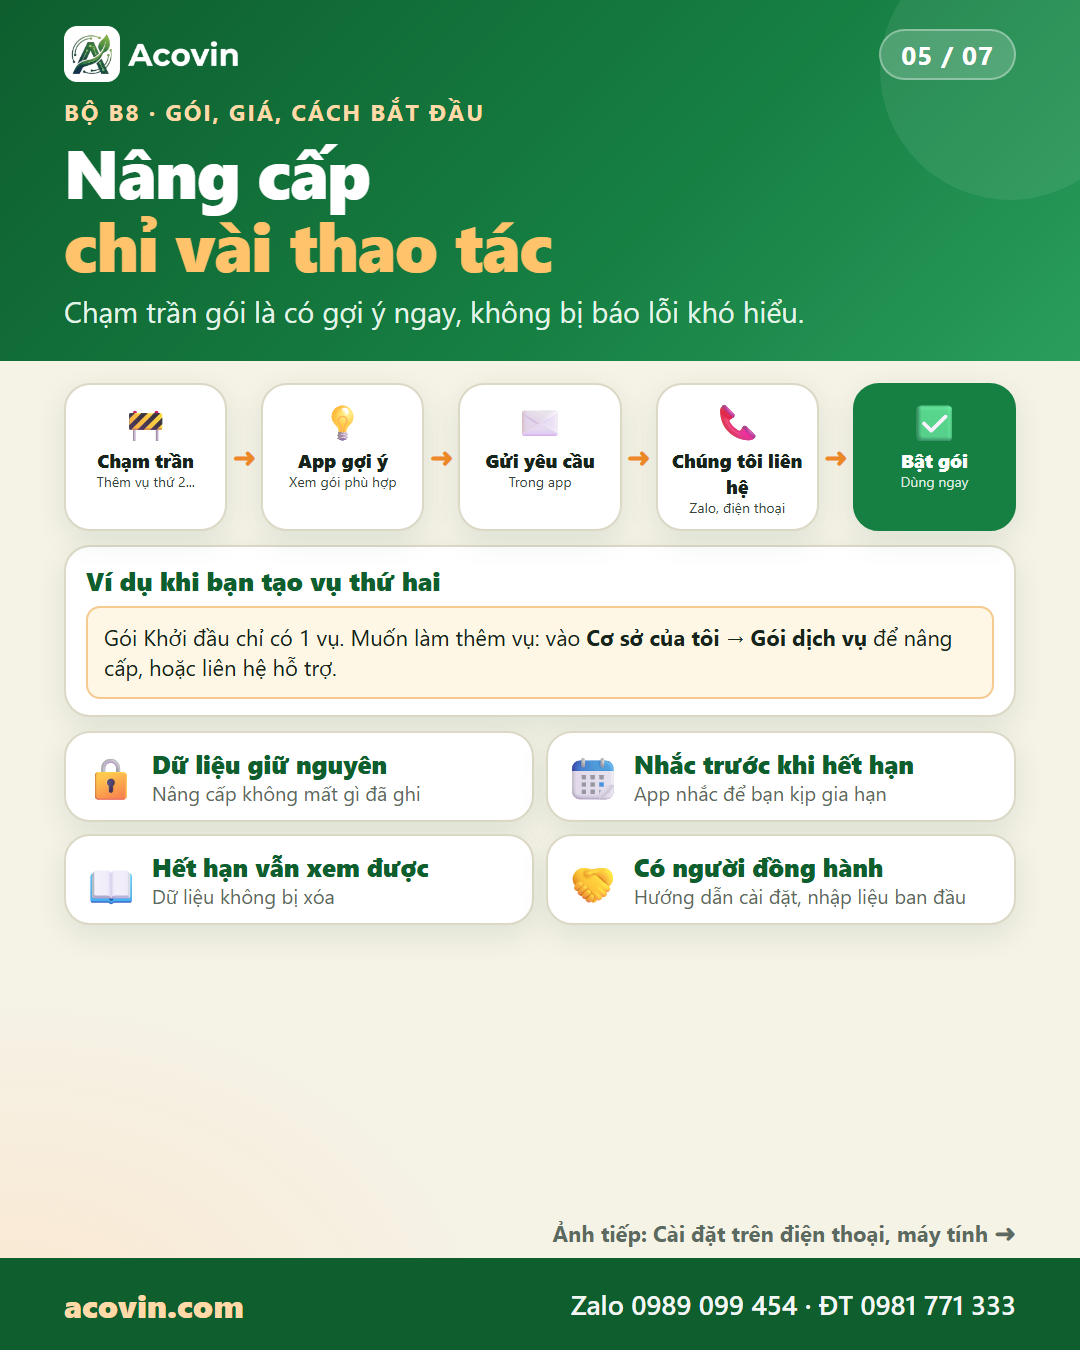 Acovin
05 / 07
BỘ B8 · GÓI, GIÁ, CÁCH BẮT ĐẦU
Nâng cấp
chỉ vài thao tác
Chạm trần gói là có gợi ý ngay, không bị báo lỗi khó hiểu.
Chạm trần
Thêm vụ thứ 2...
➜
App gợi ý
Xem gói phù hợp
➜
Gửi yêu cầu
Trong app
➜
Chúng tôi liên
hệ
Zalo, điện thoại
➜
Bật gói
Dùng ngay
Ví dụ khi bạn tạo vụ thứ hai
Gói Khởi đầu chỉ có 1 vụ. Muốn làm thêm vụ: vào Cơ sở của tôi → Gói dịch vụ để nâng
cấp, hoặc liên hệ hỗ trợ.
Dữ liệu giữ nguyên
Nâng cấp không mất gì đã ghi
Nhắc trước khi hết hạn
App nhắc để bạn kịp gia hạn
Hết hạn vẫn xem được
Dữ liệu không bị xóa
Có người đồng hành
Hướng dẫn cài đặt, nhập liệu ban đầu
Ảnh tiếp: Cài đặt trên điện thoại, máy tính ➜
acovin.com
Zalo 0989 099 454 · ĐT 0981 771 333